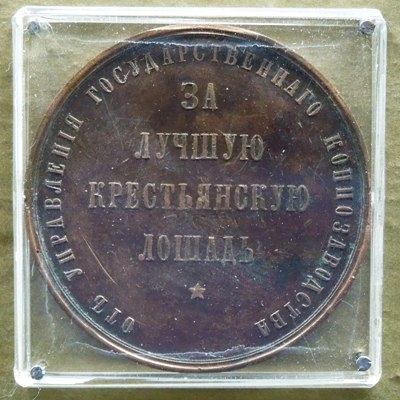 ОТЪ УПРАВЛЕНІЯ ГОСУДАРСТВЕННАГО КОННОЗАВОДСТВА
ЗА
ЛУЧШУЮ
КРЕСТЬЯНСКУЮ
ЛОШАДЬ